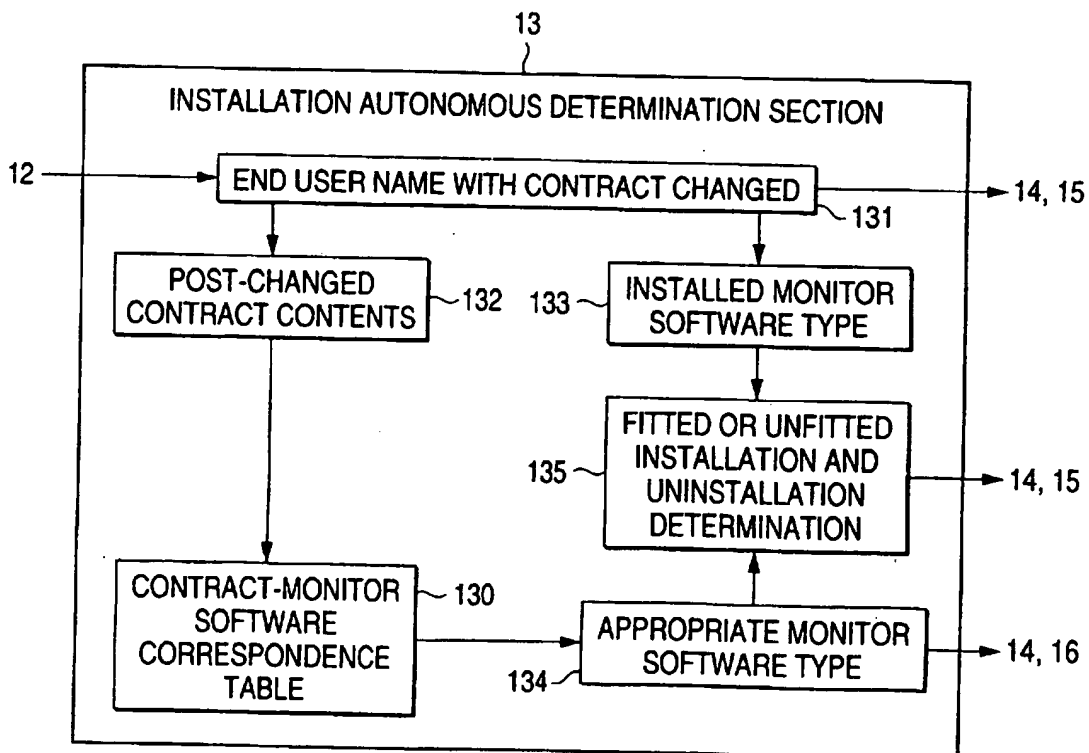 13
INSTALLATION AUTONOMOUS DETERMINATION SECTION
12
END USER NAME WITH CONTRACT CHANGED
14, 15
131
POST-CHANGED
CONTRACT CONTENTS
132
133
INSTALLED MONITOR
SOFTWARE TYPE
135
FITTED OR UNFITTED
INSTALLATION AND
UNINSTALLATION
DETERMINATION
14, 15
CONTRACT-MONITOR
SOFTWARE
CORRESPONDENCE
TABLE
130
134
APPROPRIATE MONITOR
SOFTWARE TYPE
14, 16